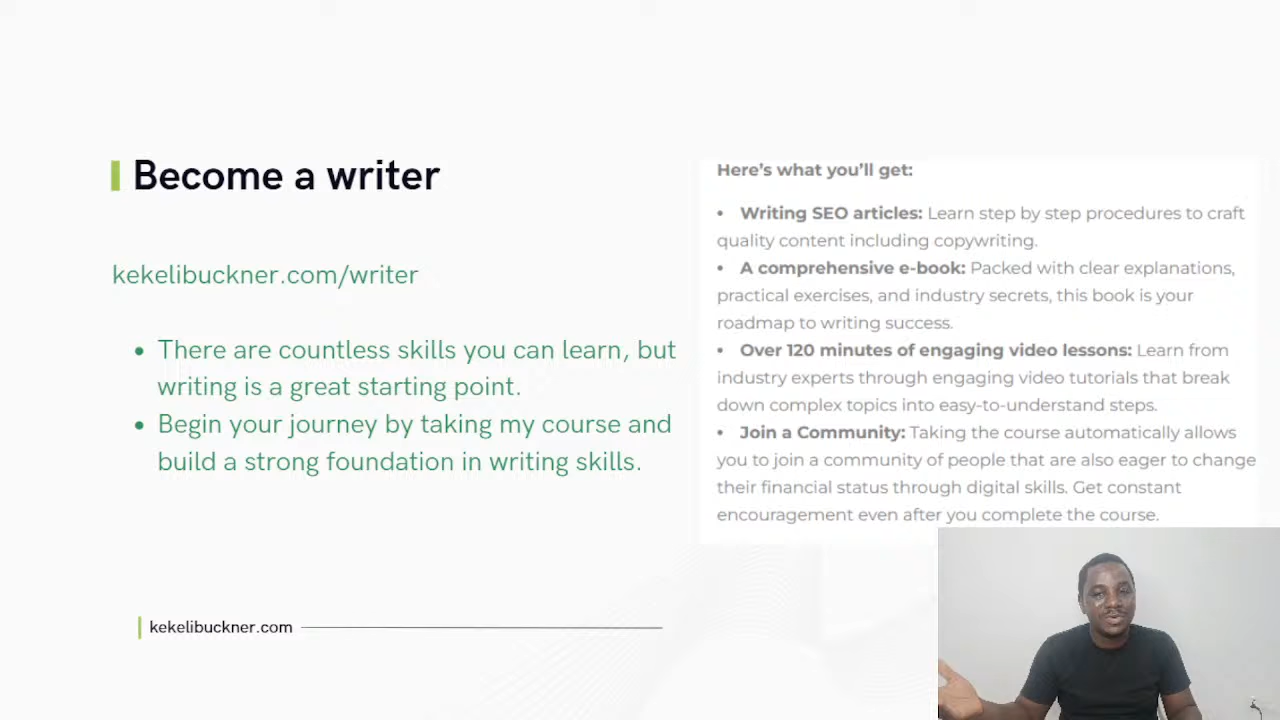 Become a writer
kekelibuckner.com/writer
• There are countless skills you can learn, but
writing is a great starting point.
• Begin your journey by taking my course and
build a strong foundation in writing skills.
kekelibuckner.com
Here's what you'll get:
• Writing SEO articles: Learn step by step procedures to craft
quality content including copywriting.
• A comprehensive e-book: Packed with clear explanations,
practical exercises, and industry secrets, this book is your
roadmap to writing success.
• Over 120 minutes of engaging video lessons: Learn from
industry experts through engaging video tutorials that break
down complex topics into easy-to-understand steps.
• Join a Community: Taking the course automatically allows
you to join a community of people that are also eager to change
their financial status through digital skills. Get constant
encouragement even after you complete the course.